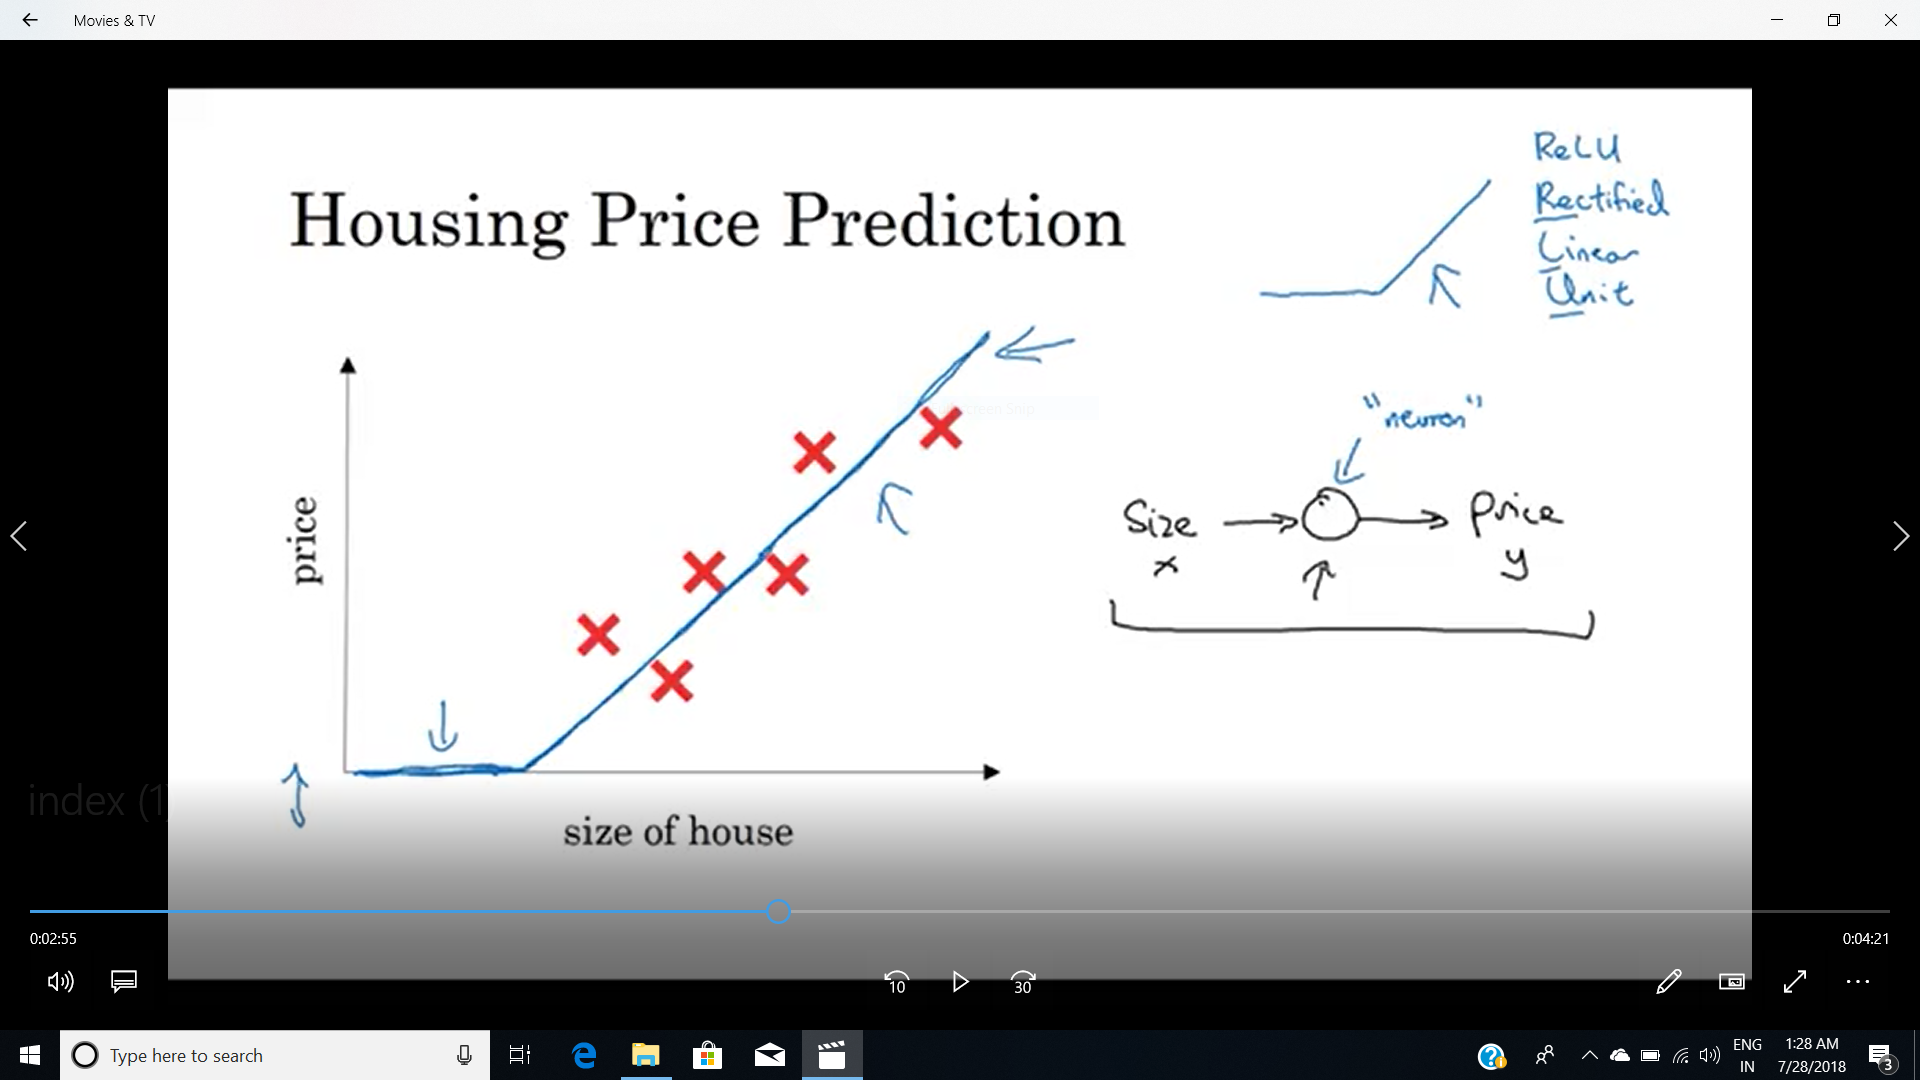 Movies & TV
Housing Price Prediction
ReLU
Rectified
Linear
Unit
"neuron"
Size
x
Price
y
price
size of house
index (1)
0:02:55
0:04:21
10
30
Type here to search
ENG
IN
1:28 AM
7/28/2018
3